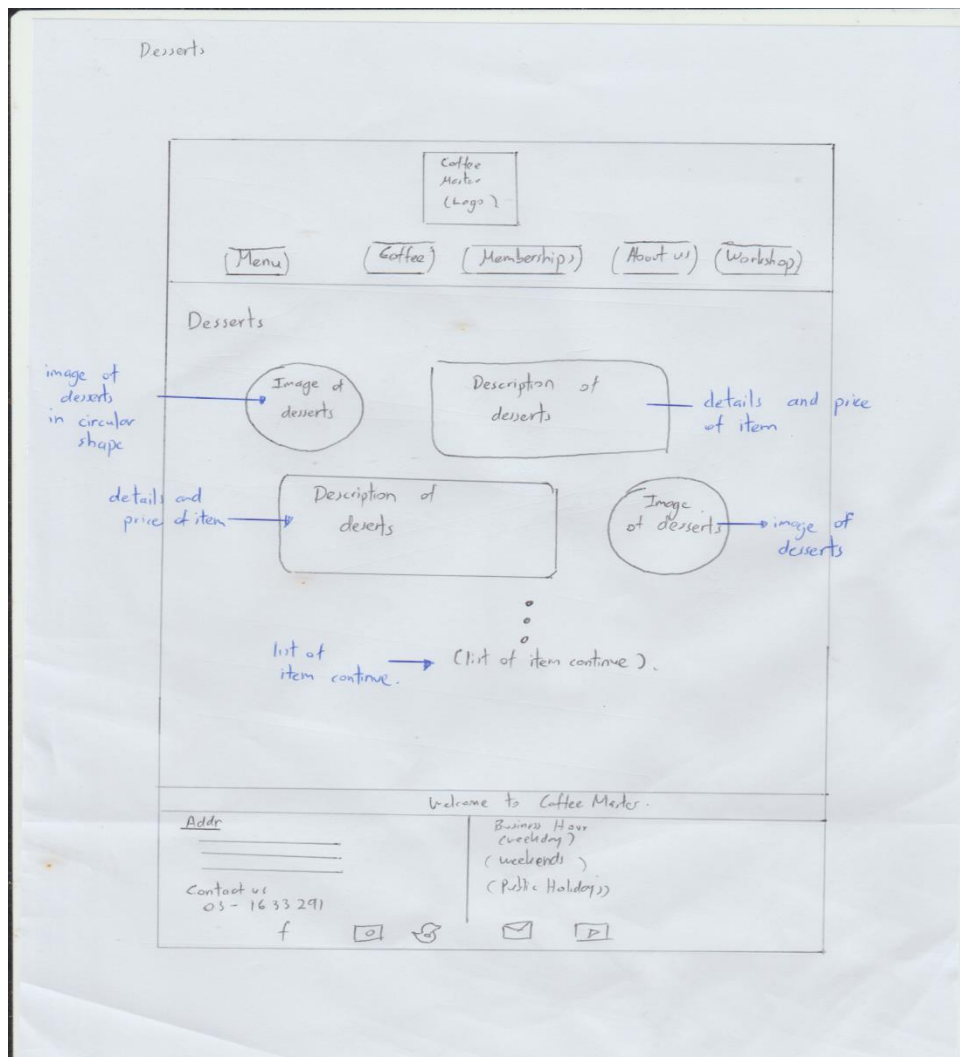 Desserts
Coffee
Master
(Logo)
(Menu)
(Coffee)
(Memberships)
(About us)
(Workshop)
Desserts
image of
deserts
in circular
shape
Image of
desserts
Description of
desserts
details and price
of item
details and
price of item
Description of
deserts
Image
of desserts
image of
desserts
list of
item continue.
(list of item continue).
Welcome to Coffee Master.
Addr
Contact us
03-1633291
Business Hour
(weekday)
(weekends)
(Public Holidays)
f